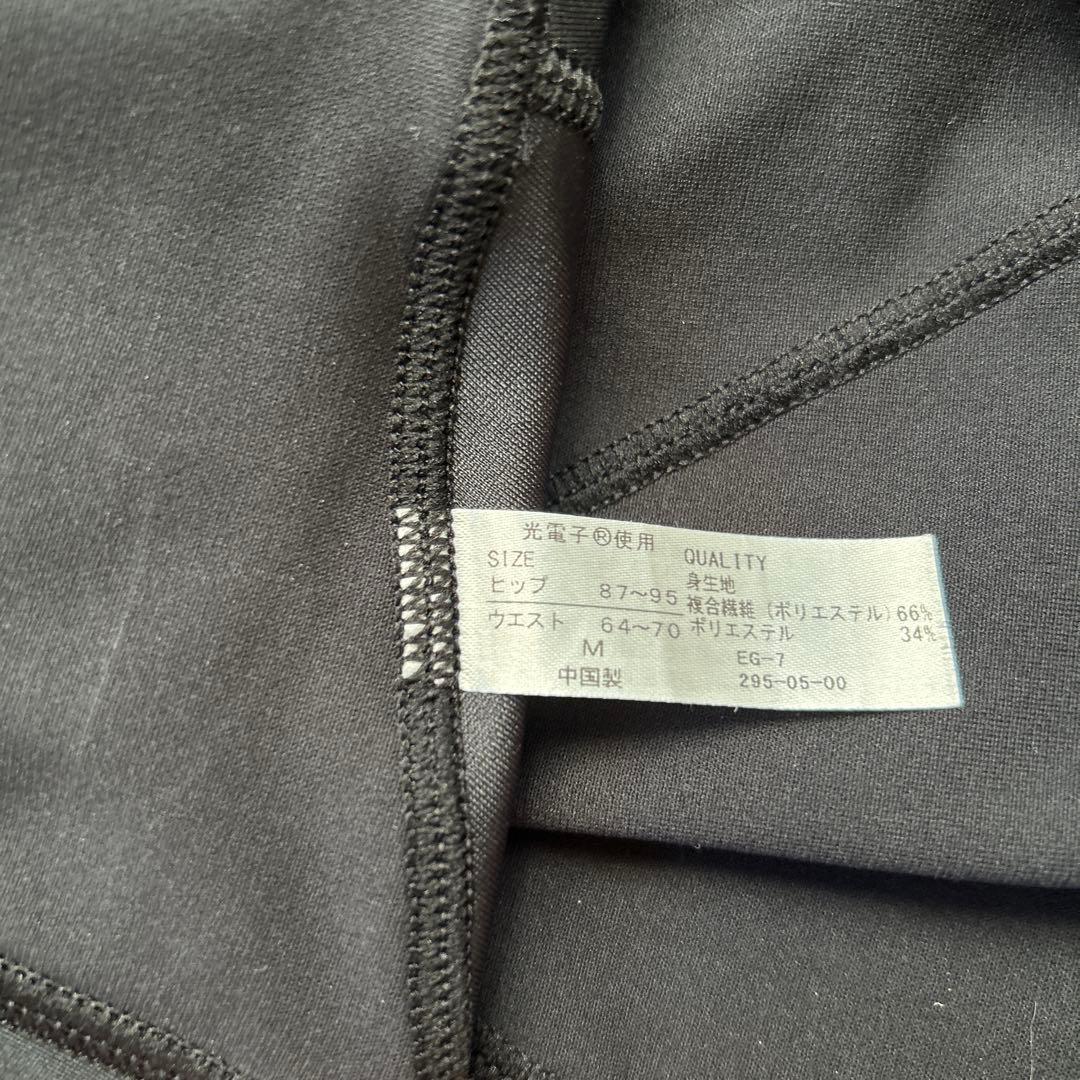 光電子®使用
SIZE
ヒップ 87〜95
ウエスト 64〜70
M
中国製
QUALITY
身生地
複合繊維(ポリエステル)66%
ポリエステル 34%
EG-7
295-05-00